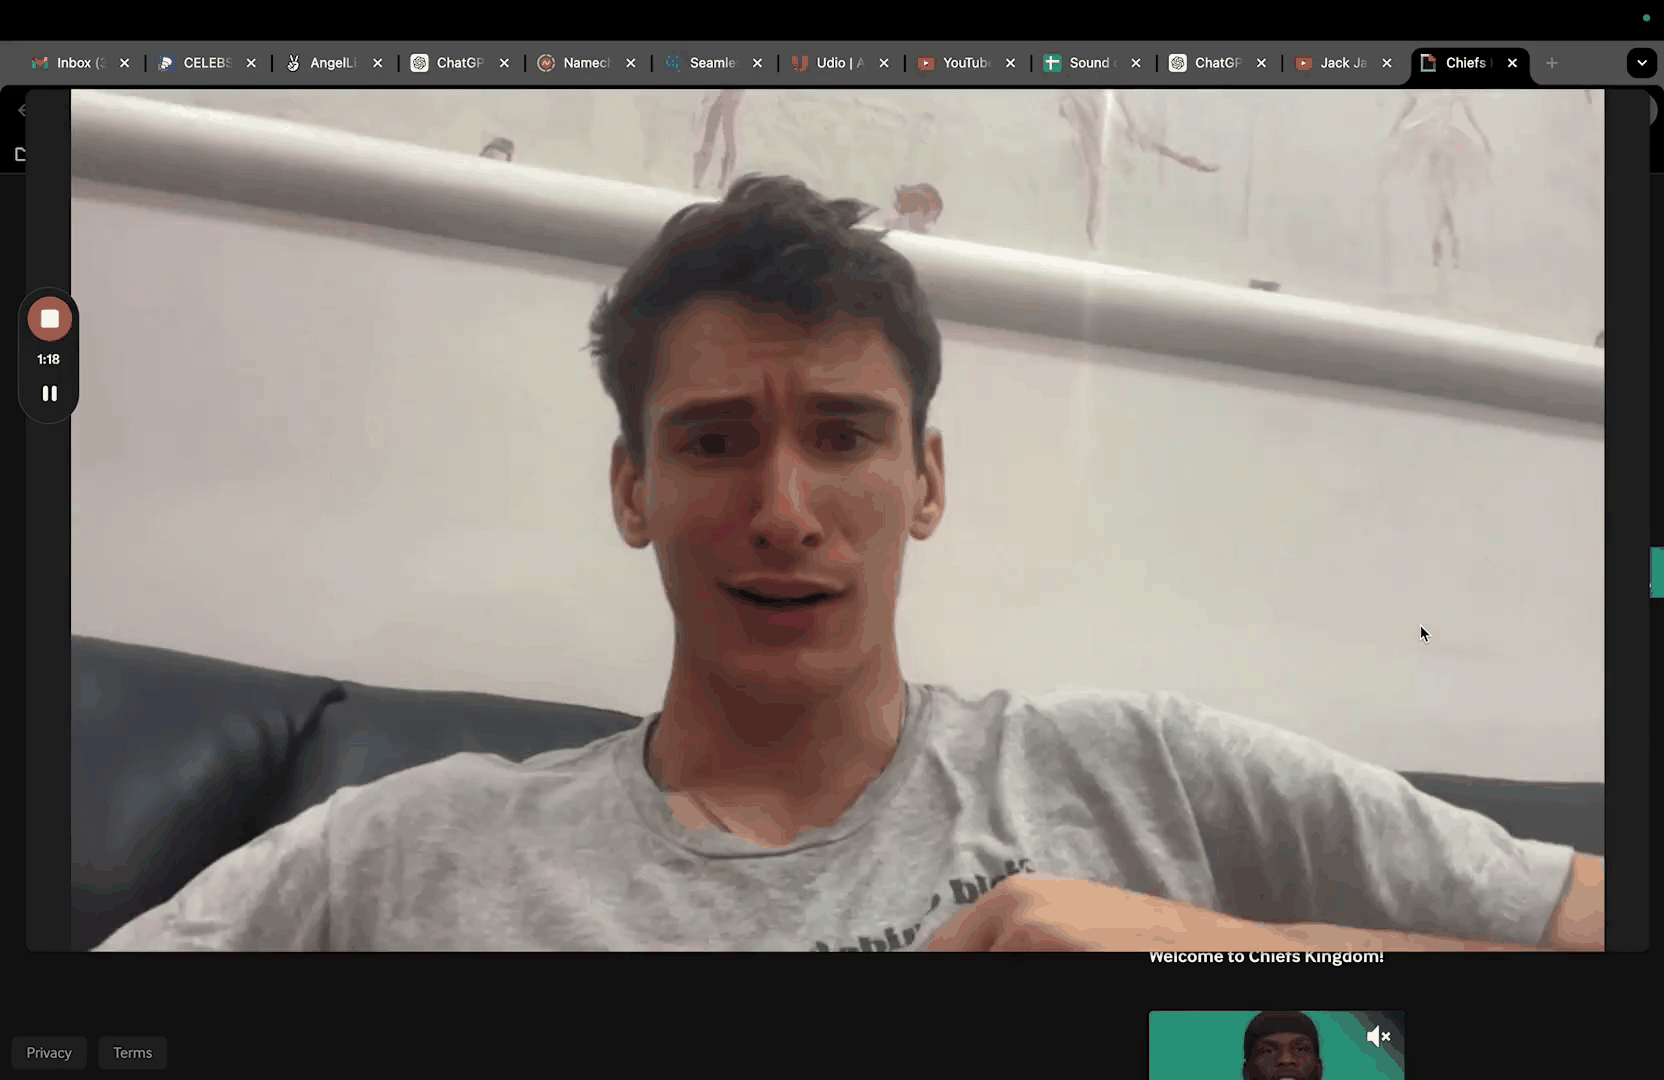 Inbox (3
CELEBS
AngelLi
ChatGP
Namech
Seamle
Udio | A
YouTub
Sound
ChatGP
Jack Ja
Chiefs
1:18
Welcome to Chiefs Kingdom!
Privacy
Terms